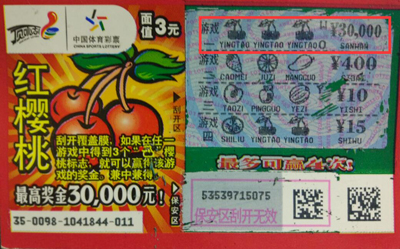 中国体育彩票
CHINA SPORTS LOTTERY
面值 3元
红樱桃
刮开覆盖膜,如果在任一
游戏中得到3个
樱
桃标志,就可以赢得该游
戏的奖金,兼中兼得
最高奖金30,000元!
35-0098-1041844-011
刮开区
保安区
游戏一 ¥30,000
YINGTAO YINGTAO YINGTAO SANWAN
游戏二 ¥400
CAOMEI JUZI MANGGUO SIBAI
游戏三 ¥10
TAOZI PINGGUO YEZI YISHI
游戏四 ¥15
SHILIU YINGTAO YINGTAO SHIWU
最多可赢4次
53539715075
保安区刮开无效